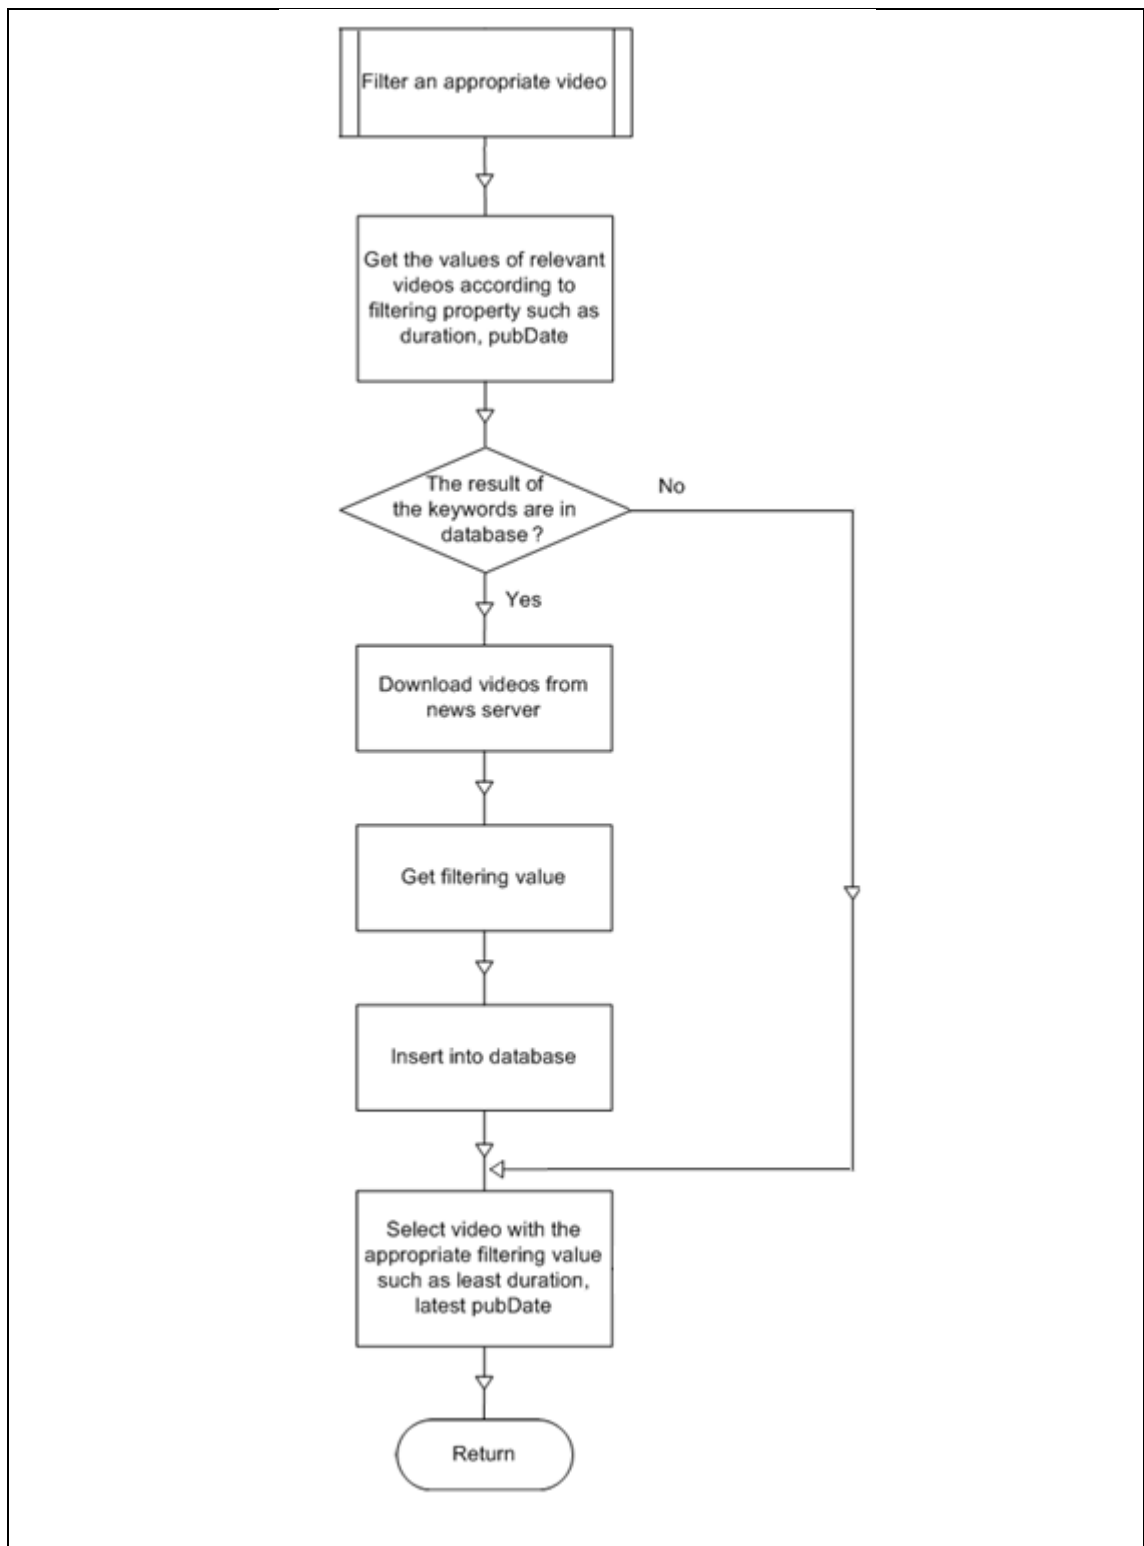 Filter an appropriate video
Get the values of relevant
videos according to
filtering property such as
duration, pubDate
The result of
the keywords are in
database ?
No
Yes
Download videos from
news server
Get filtering value
Insert into database
Select video with the
appropriate filtering value
such as least duration,
latest pubDate
Return